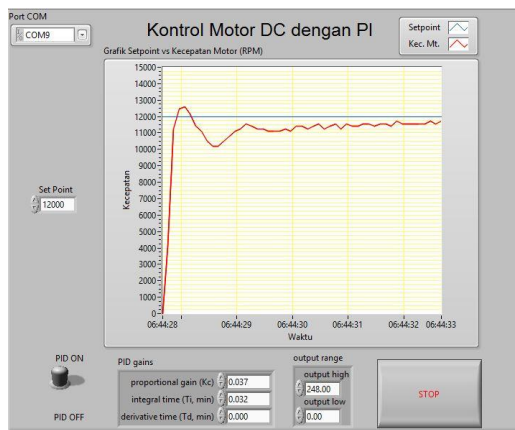 Port COM
COM9
Kontrol Motor DC dengan PI
Setpoint
Kec. Mt.
Grafik Setpoint vs Kecepatan Motor (RPM)
15000
14000
13000
12000
11000
10000
9000
8000
7000
6000
5000
4000
3000
2000
1000
0
Kecepatan
06:44:28 06:44:29 06:44:30 06:44:31 06:44:32 06:44:33
Waktu
Set Point
12000
PID ON
PID OFF
PID gains
proportional gain (Kc) 0.037
integral time (Ti, min) 0.032
derivative time (Td, min) 0.000
output range
output high
248.00
output low
0.00
STOP